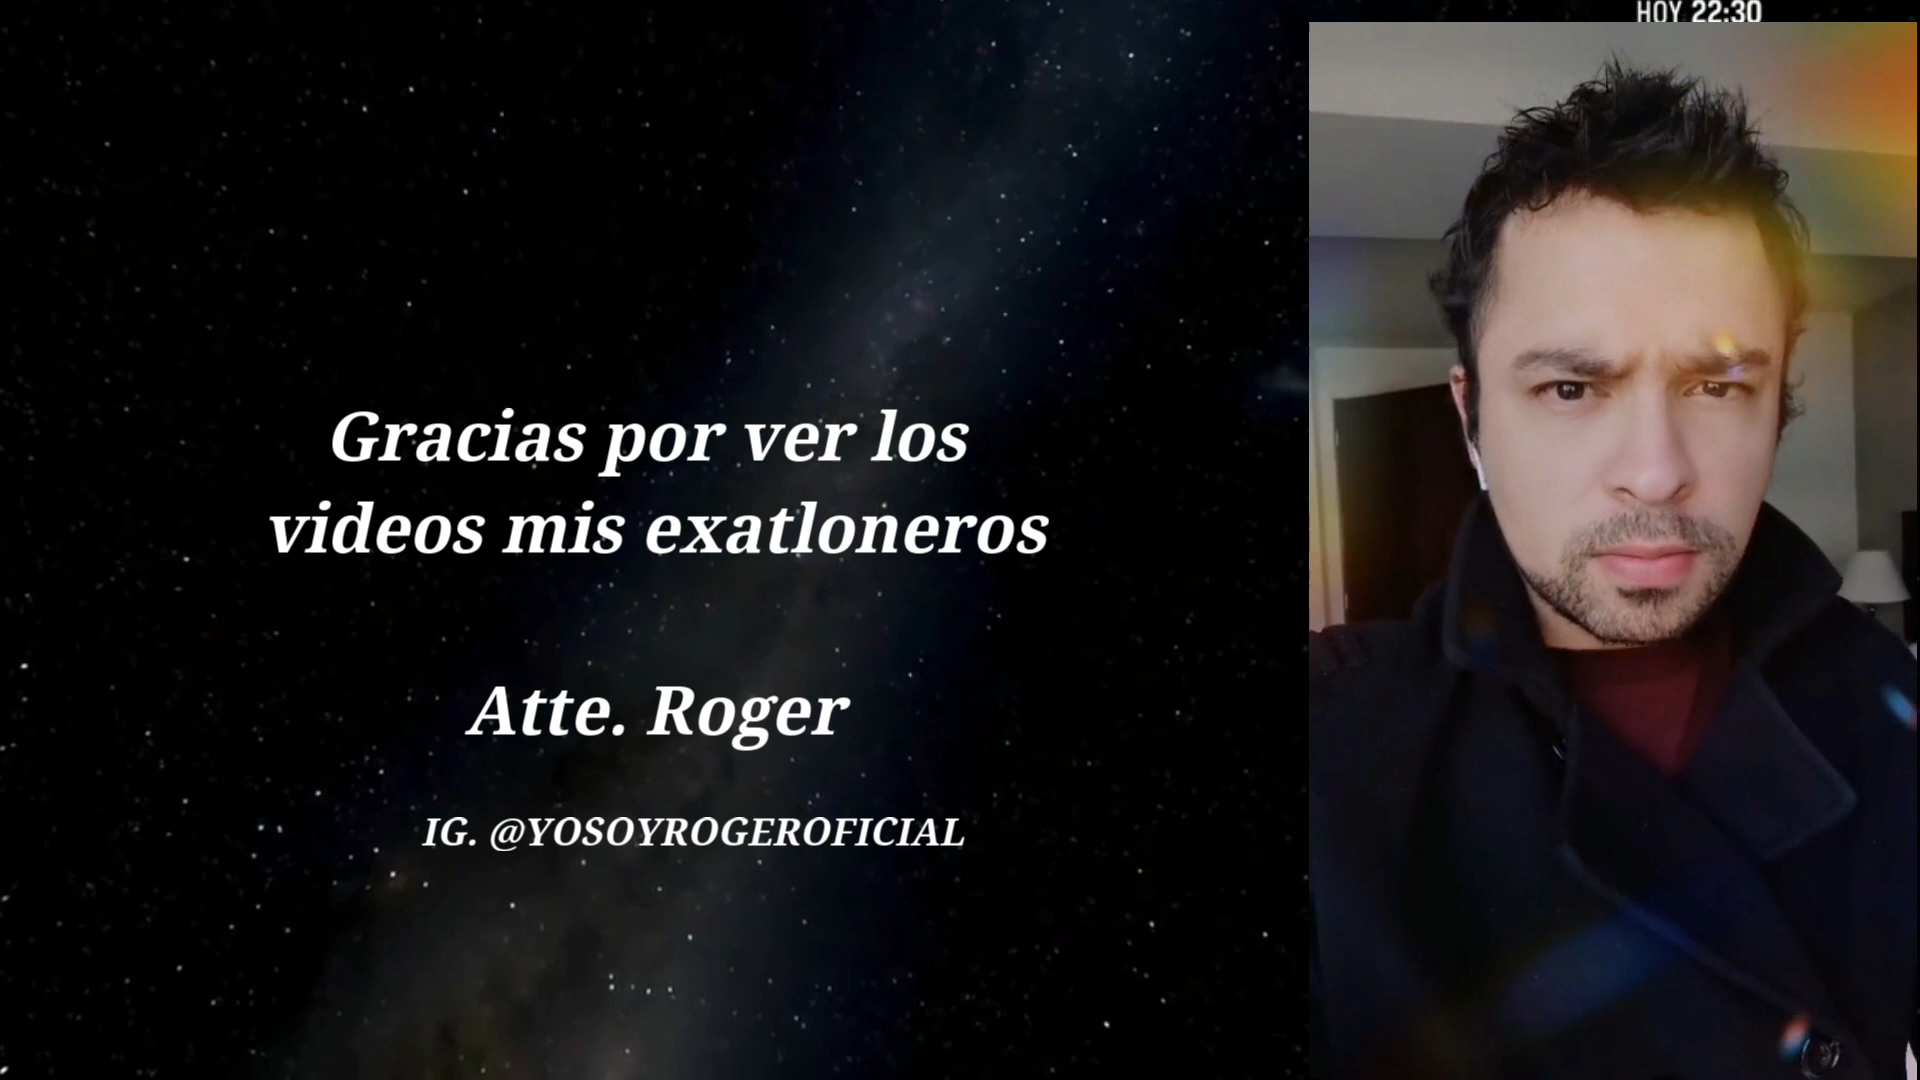 HOY 22:30
Gracias por ver los
videos mis exatloneros
Atte. Roger
IG. @YOSOYROGEROFICIAL